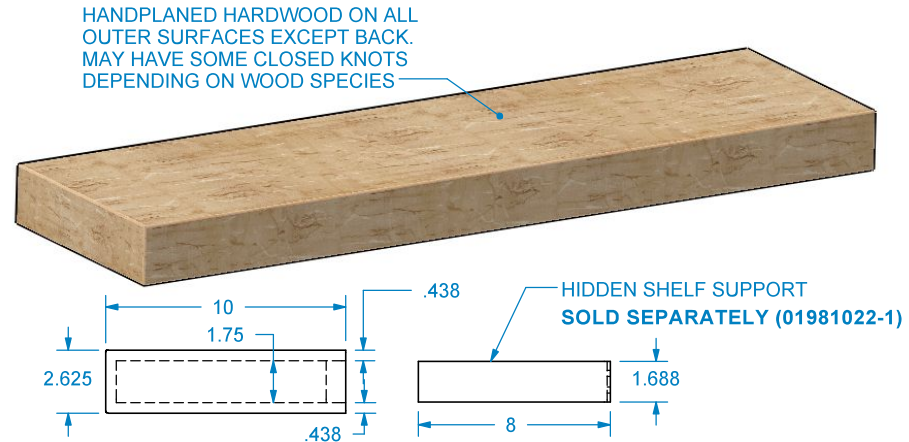 HANDPLANED HARDWOOD ON ALL
OUTER SURFACES EXCEPT BACK.
MAY HAVE SOME CLOSED KNOTS
DEPENDING ON WOOD SPECIES
10
.438
1.75
2.625
.438
HIDDEN SHELF SUPPORT
SOLD SEPARATELY (01981022-1)
1.688
8